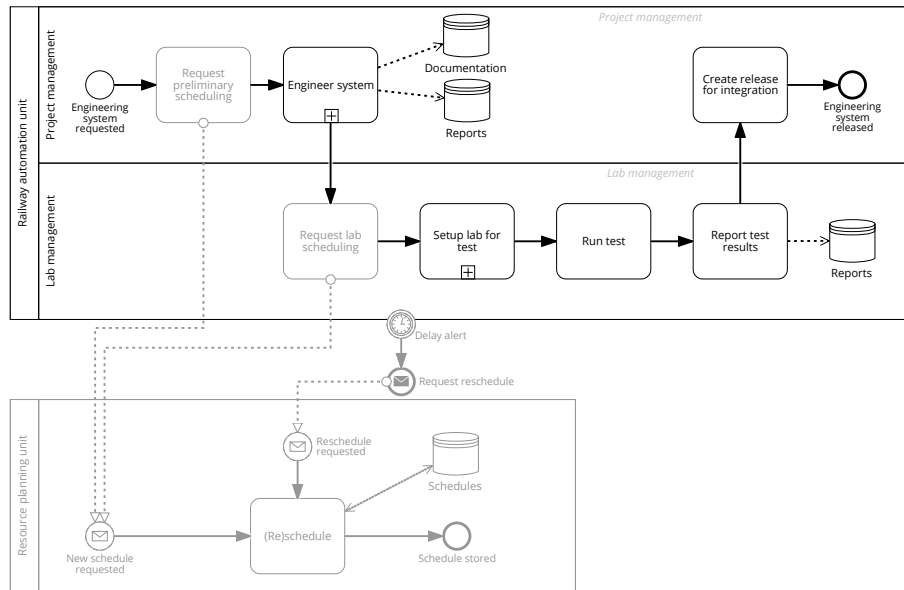 Railway automation unit
Project management
Project management
Engineering
system
requested
Request
preliminary
scheduling
Engineer system
Documentation
Reports
Create release
for integration
Engineering
system
released
Lab management
Lab management
Request lab
scheduling
Setup lab for
test
Run test
Report test
results
Reports
Delay alert
Request reschedule
Resource planning unit
Reschedule
requested
Schedules
New schedule
requested
(Re)schedule
Schedule stored